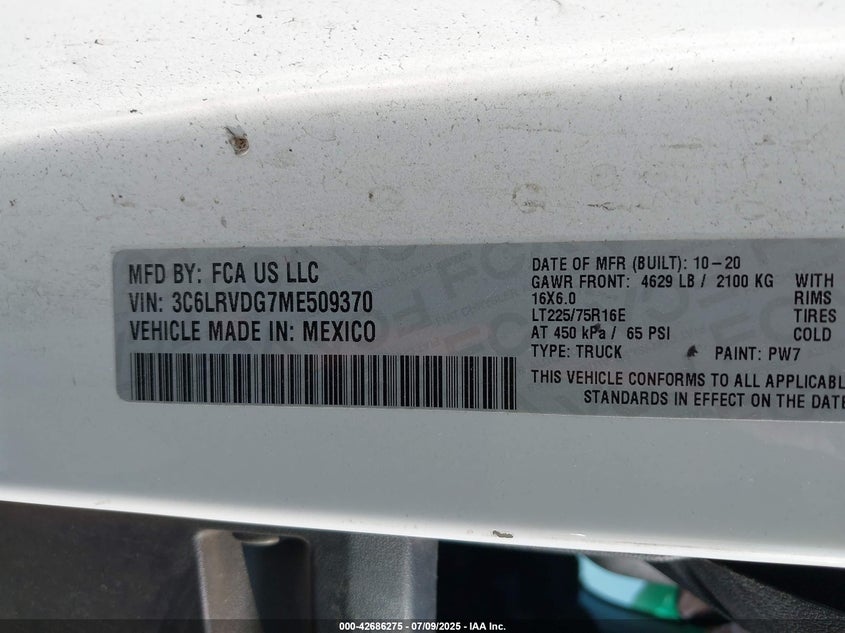 MFD BY: FCA US LLC
VIN: 3C6LRVDG7ME509370
VEHICLE MADE IN: MEXICO
DATE OF MFR (BUILT): 10-20
GAWR FRONT: 4629 LB / 2100 KG WITH
16X6.0 RIMS
LT225/75R16E TIRES
AT 450 kPa / 65 PSI COLD
TYPE: TRUCK PAINT: PW7
THIS VEHICLE CONFORMS TO ALL APPLICABL
STANDARDS IN EFFECT ON THE DATE
000-42686275 - 07/09/2025 - IAA Inc.